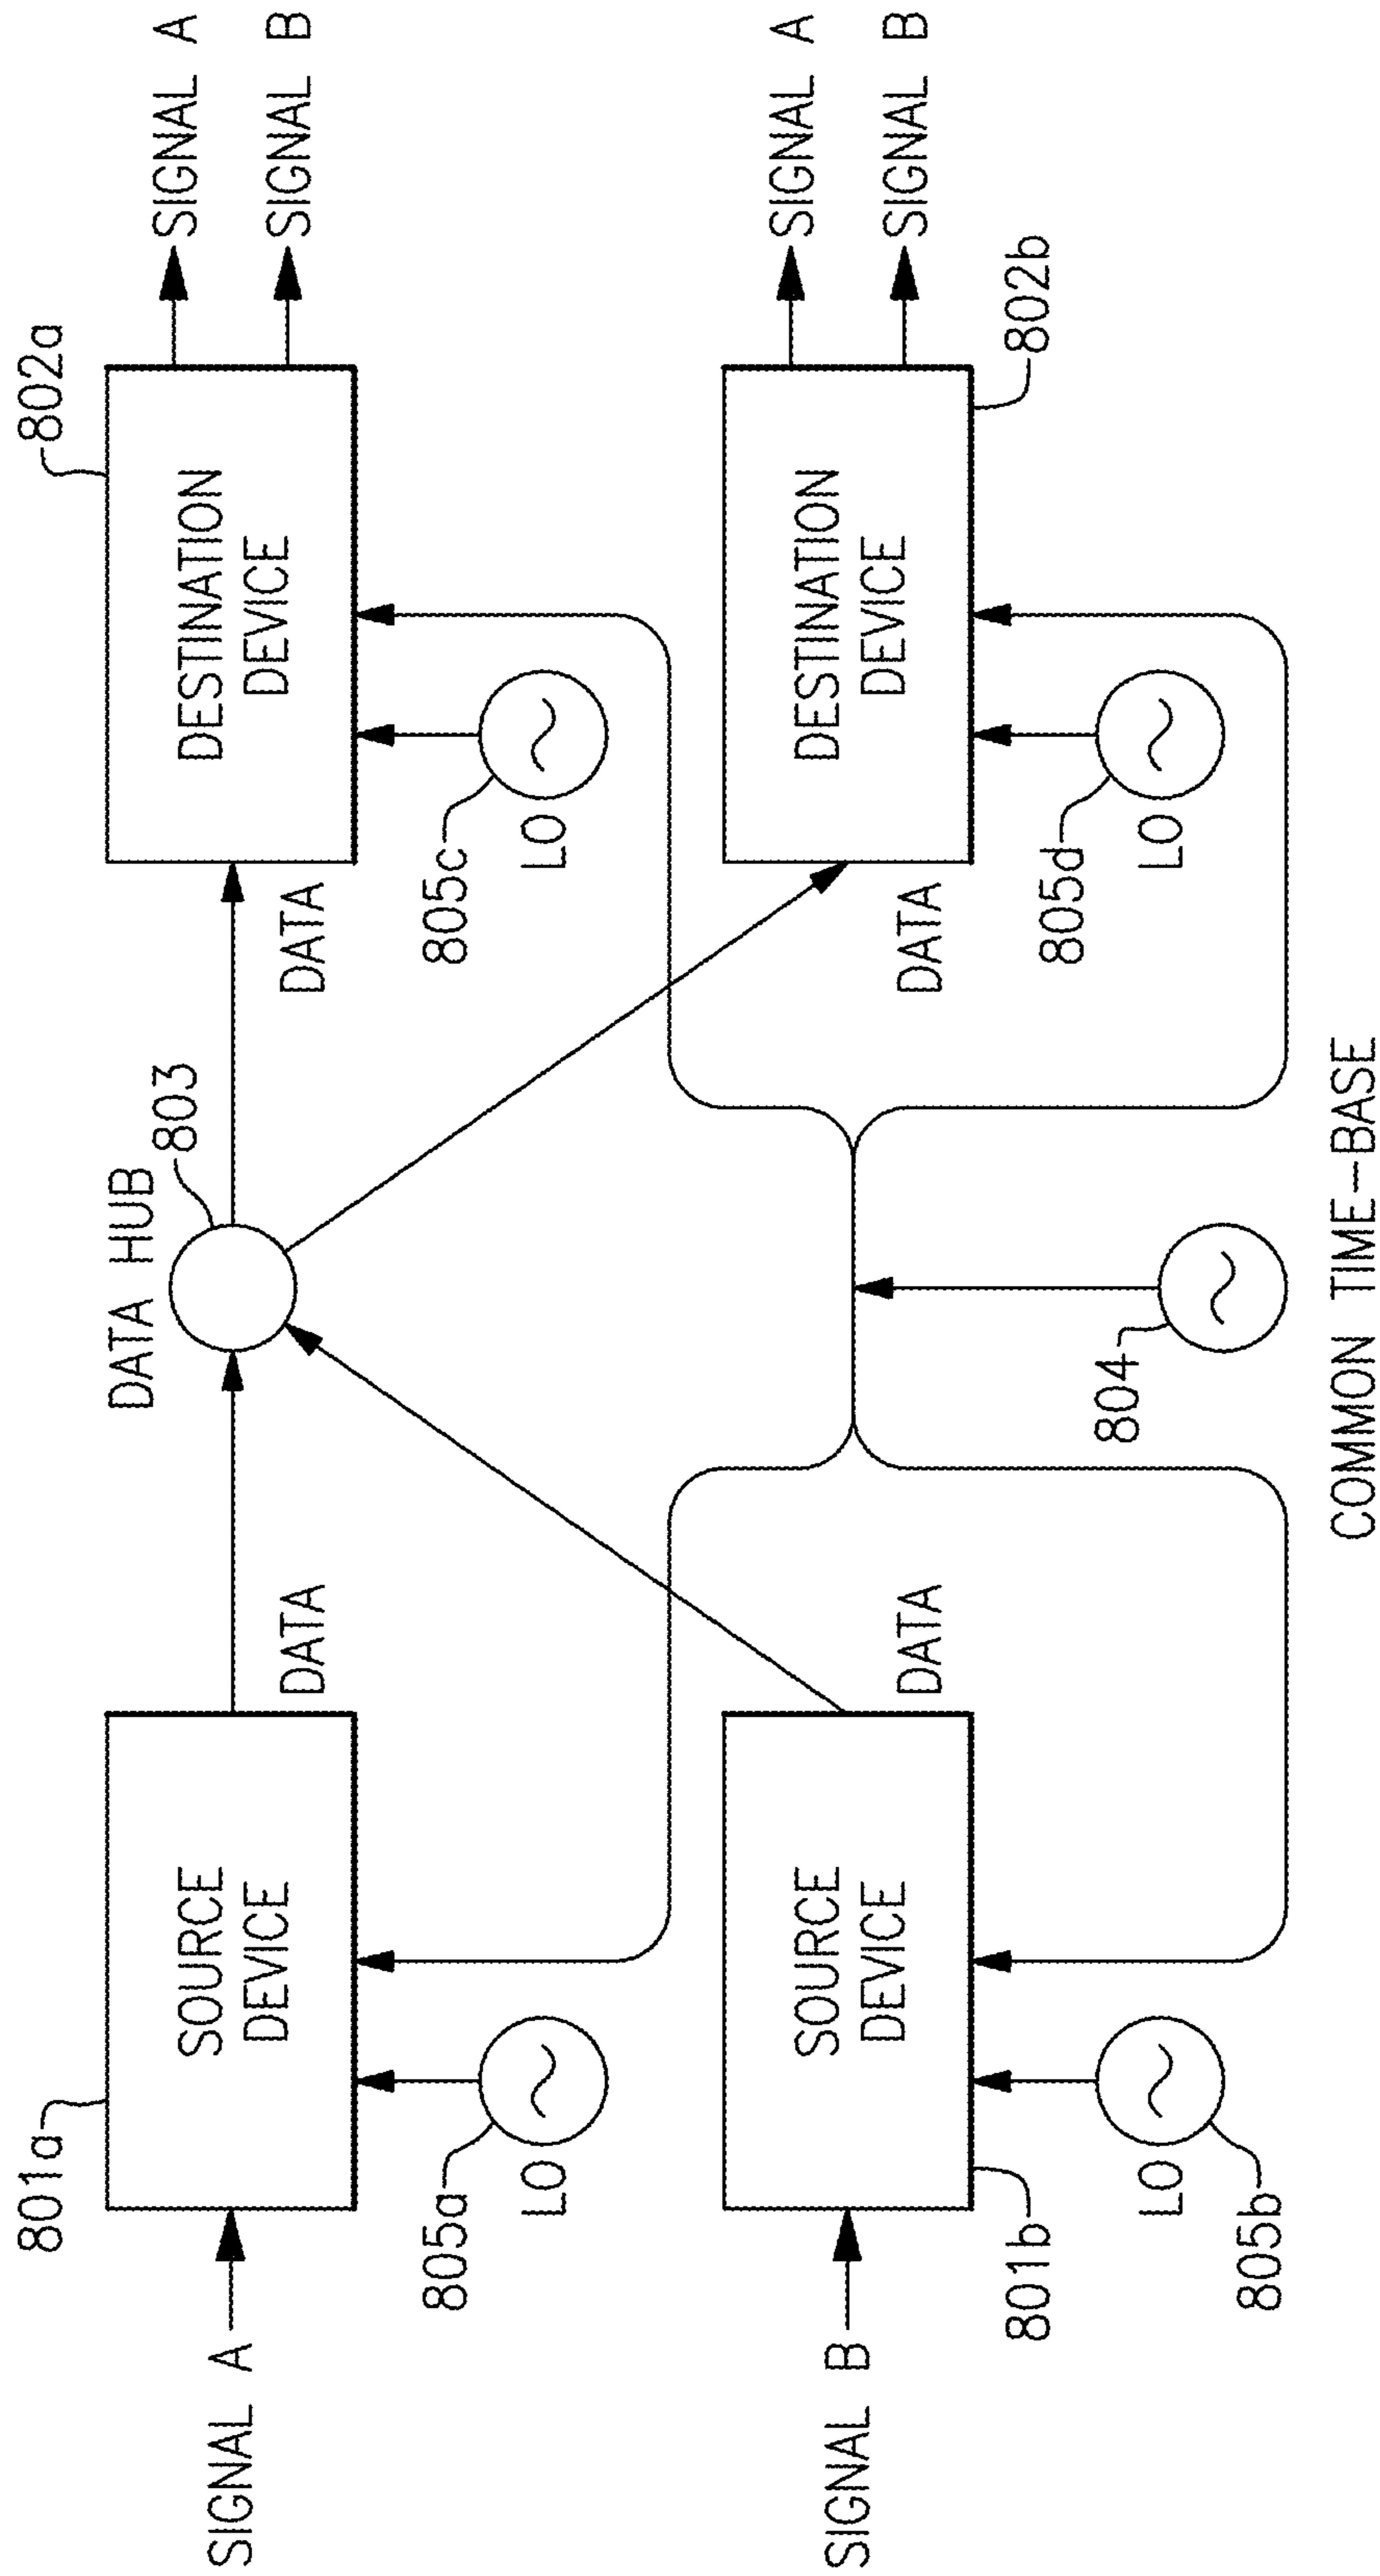 801a
DATA HUB
803
802a
SIGNAL A
SOURCE
DEVICE
DATA
DATA
DESTINATION
DEVICE
SIGNAL A
SIGNAL B
805a
LO
805c
LO
SIGNAL B
SOURCE
DEVICE
DATA
DATA
DESTINATION
DEVICE
SIGNAL A
SIGNAL B
801b
802b
805b
LO
804
805d
LO
COMMON TIME-BASE